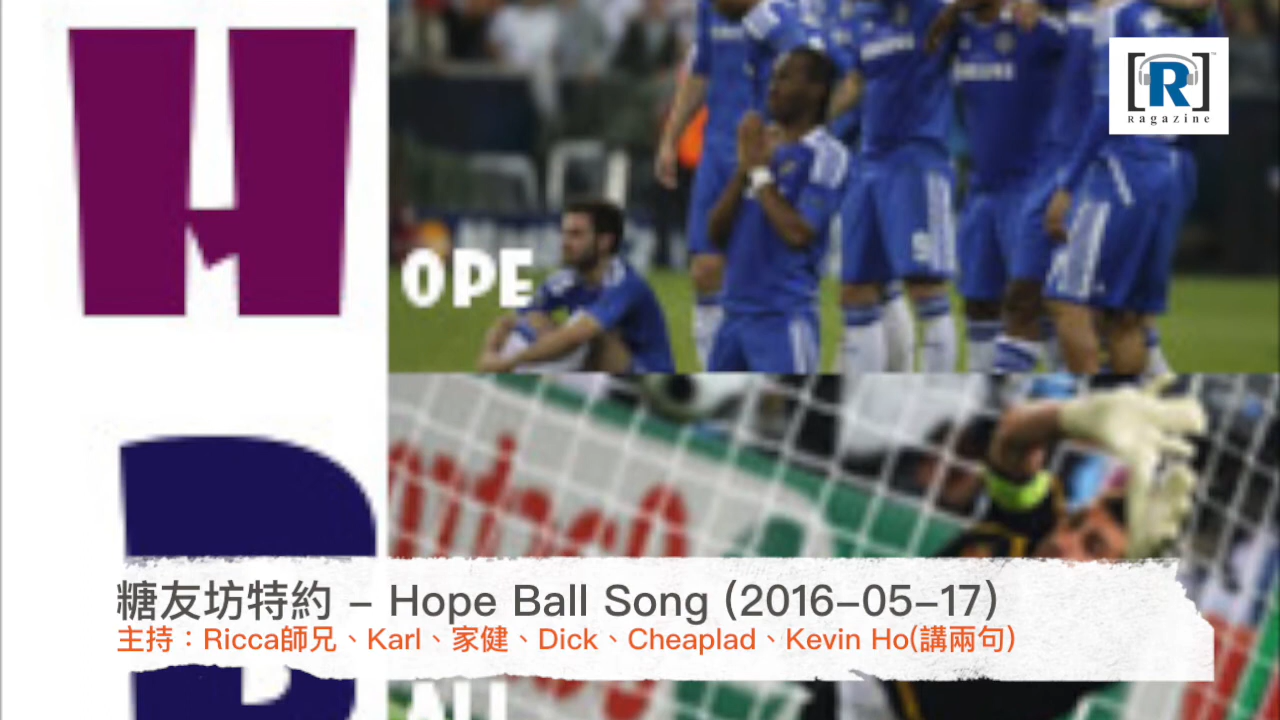 H
OPE
[R]
Ragazine
B
糖友坊特約 – Hope Ball Song (2016–05–17)
主持：Ricca師兄、Karl、家健、Dick、Cheaplad、Kevin Ho(講兩句)
ALL